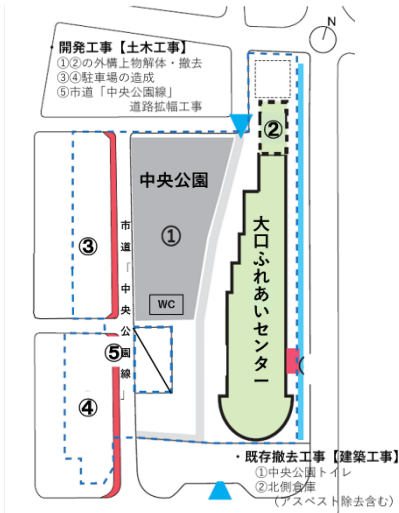 N
・開発工事【土木工事】
①②の外構上物解体・撤去
③④駐車場の造成
⑤市道「中央公園線」
道路拡幅工事
②
中央公園
①
WC
大口ふれあいセンター
市道「中央公園線」
③
⑤
④
・既存撤去工事【建築工事】
①中央公園トイレ
②北側倉庫
（アスベスト除去含む）